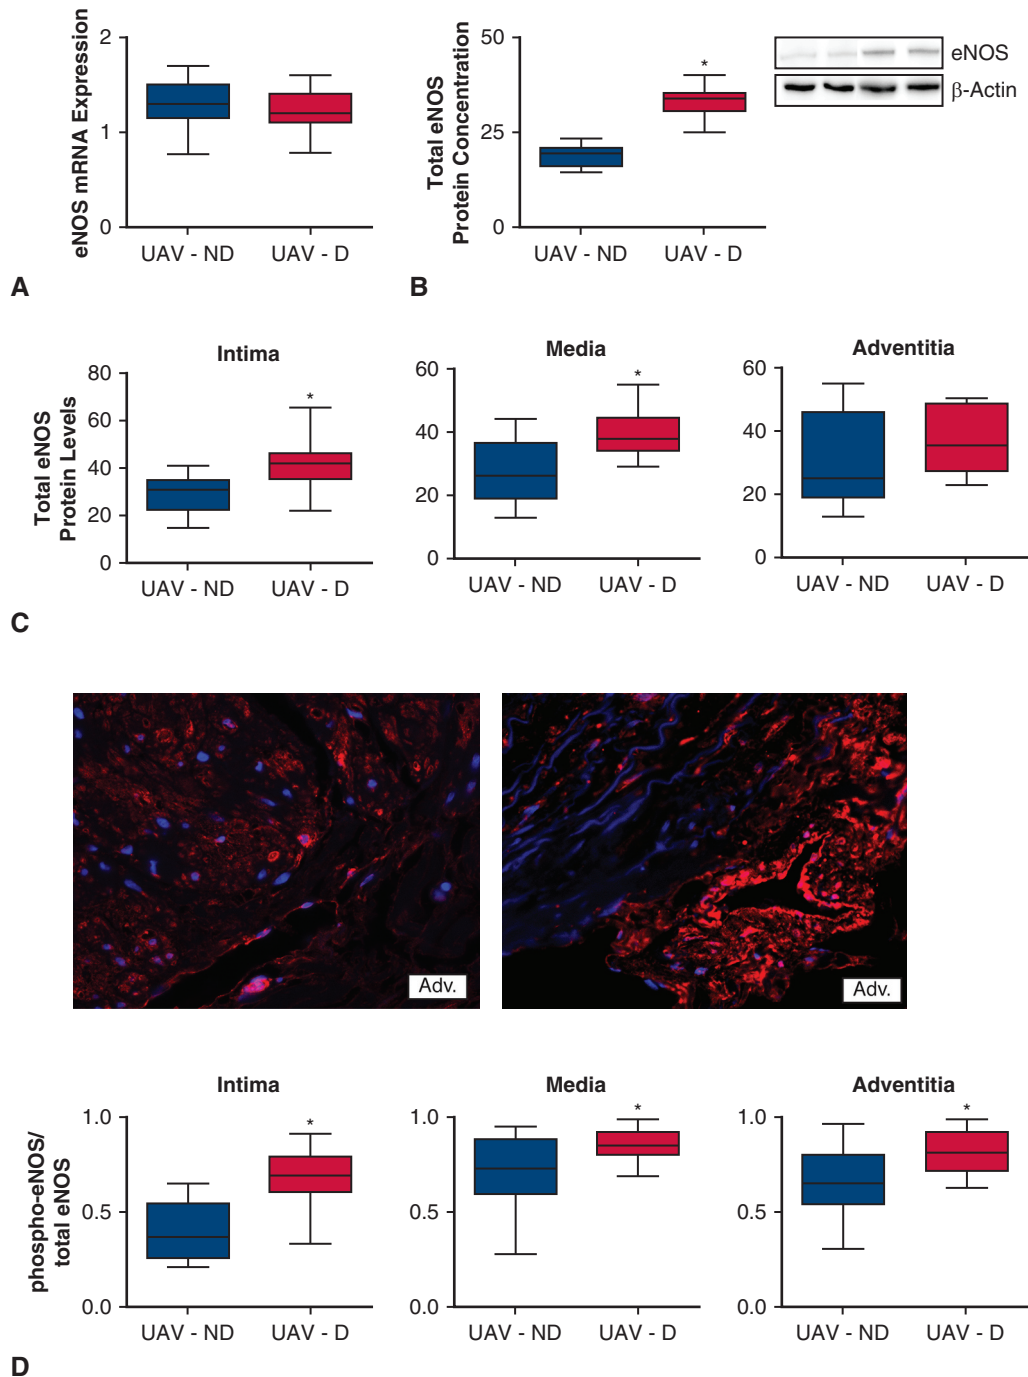 eNOS mRNA Expression
2
1
0
UAV - ND
UAV - D
A
Total eNOS
Protein Concentration
50
25
0
*
UAV - ND
UAV - D
eNOS
β-Actin
B
Total eNOS
Protein Levels
Intima
80
60
40
20
0
*
UAV - ND
UAV - D
Media
60
40
20
0
*
UAV - ND
UAV - D
Adventitia
60
40
20
0
UAV - ND
UAV - D
C
Adv.
Adv.
phospho-eNOS/
total eNOS
Intima
1.0
0.5
0.0
*
UAV - ND
UAV - D
Media
1.0
0.5
0.0
*
UAV - ND
UAV - D
Adventitia
1.0
0.5
0.0
*
UAV - ND
UAV - D
D